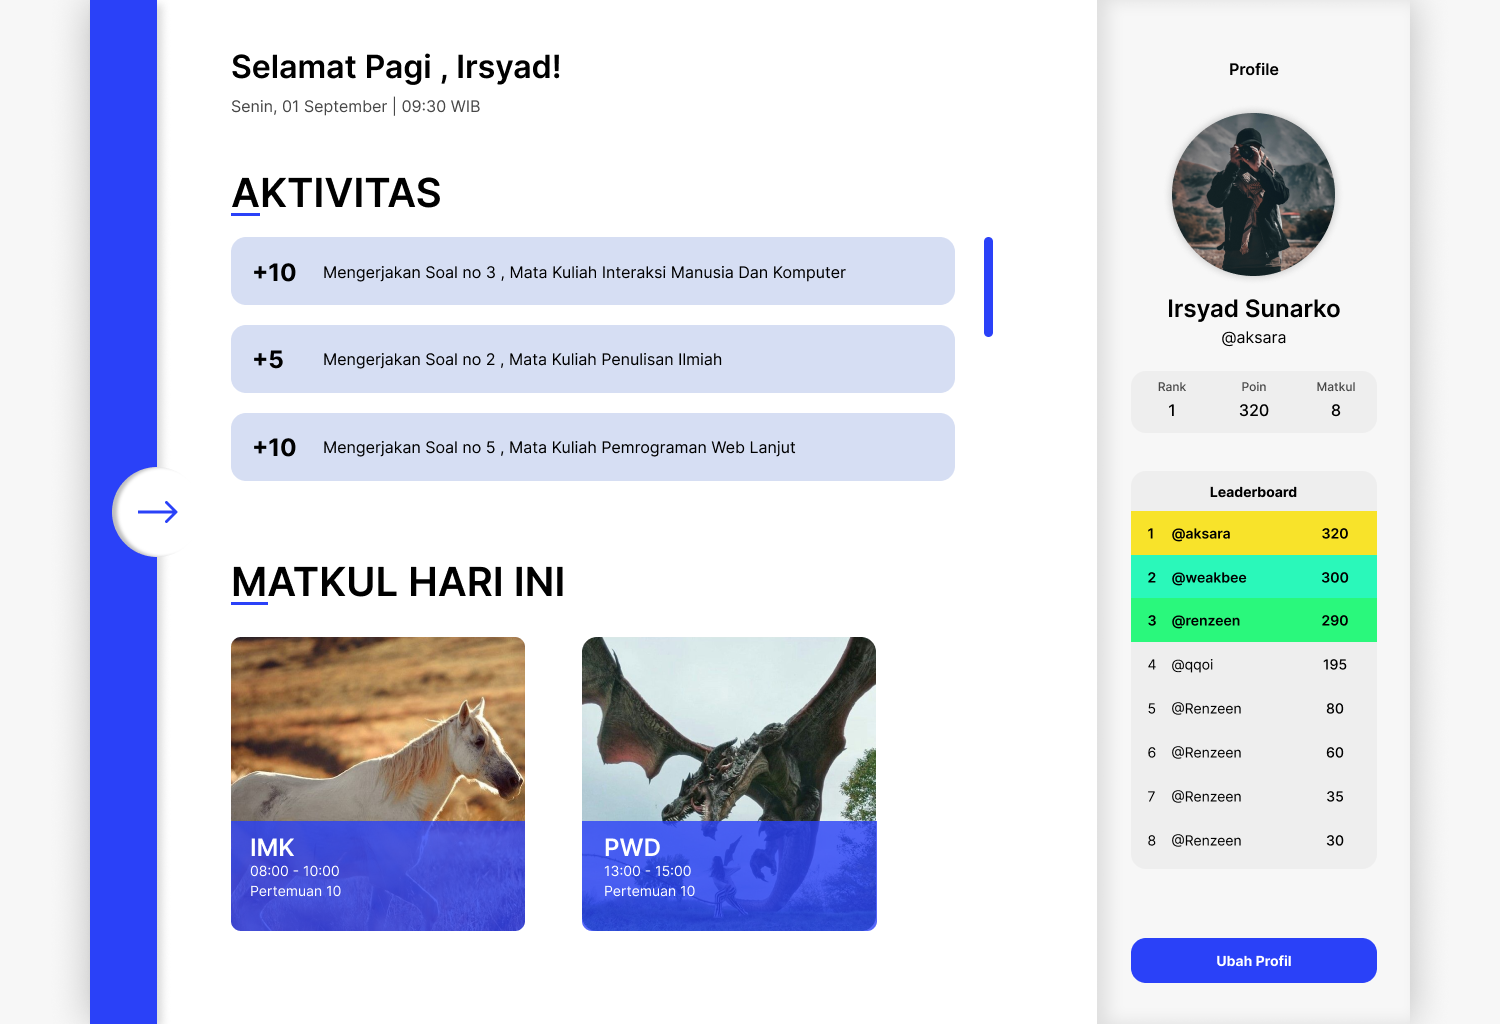 Selamat Pagi , Irsyad!
Senin, 01 September | 09:30 WIB
AKTIVITAS
+10 Mengerjakan Soal no 3 , Mata Kuliah Interaksi Manusia Dan Komputer
+5 Mengerjakan Soal no 2 , Mata Kuliah Penulisan Ilmiah
+10 Mengerjakan Soal no 5 , Mata Kuliah Pemrograman Web Lanjut
MATKUL HARI INI
IMK
08:00 - 10:00
Pertemuan 10
PWD
13:00 - 15:00
Pertemuan 10
Profile
Irsyad Sunarko
@aksara
Rank Poin Matkul
1 320 8
Leaderboard
1 @aksara 320
2 @weakbee 300
3 @renzeen 290
4 @qqoi 195
5 @Renzeen 80
6 @Renzeen 60
7 @Renzeen 35
8 @Renzeen 30
Ubah Profil